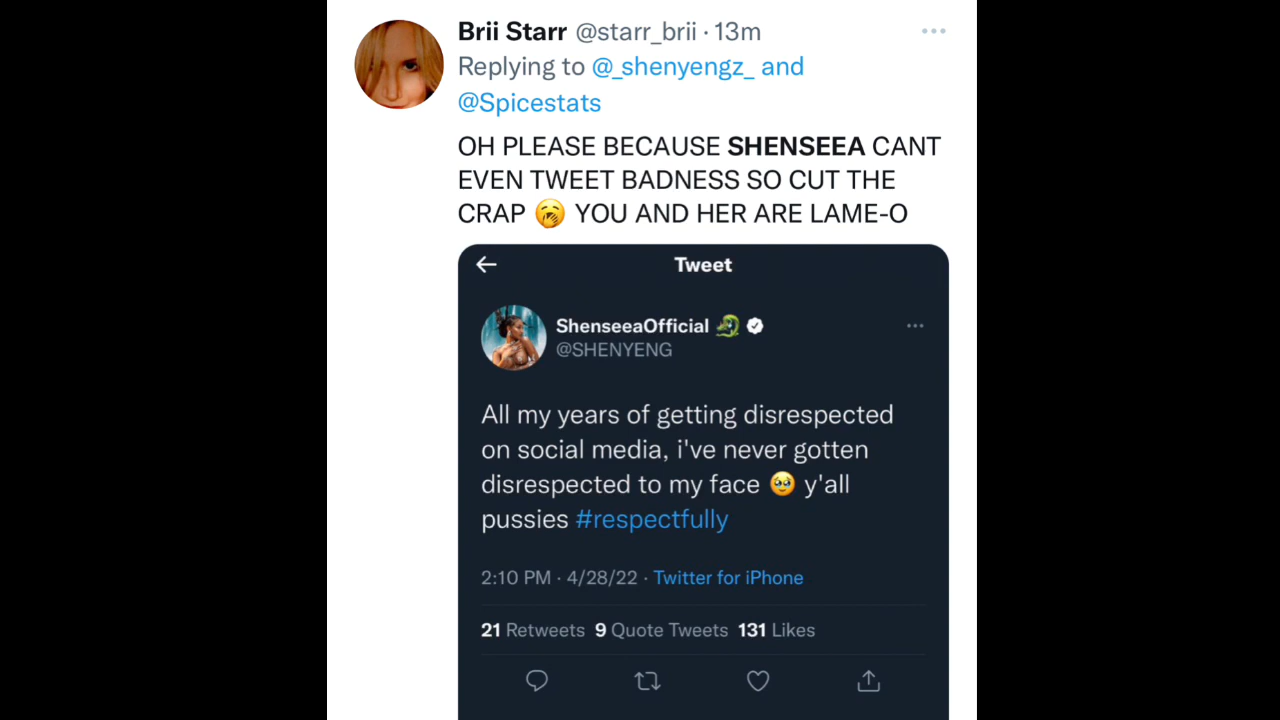 Brii Starr @starr_brii · 13m
Replying to @_shenyengz_ and
@Spicestats
OH PLEASE BECAUSE SHENSEEA CANT
EVEN TWEET BADNESS SO CUT THE
CRAP 🥱 YOU AND HER ARE LAME-O
Tweet
ShenseeaOfficial 🐲
@SHENYENG
All my years of getting disrespected
on social media, i've never gotten
disrespected to my face 🥹 y'all
pussies #respectfully
2:10 PM · 4/28/22 · Twitter for iPhone
21 Retweets 9 Quote Tweets 131 Likes